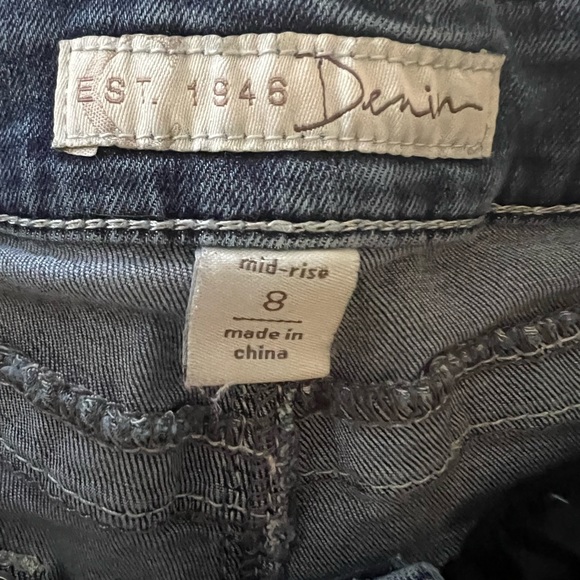 EST. 1946 Denim
mid-rise
8
made in
china